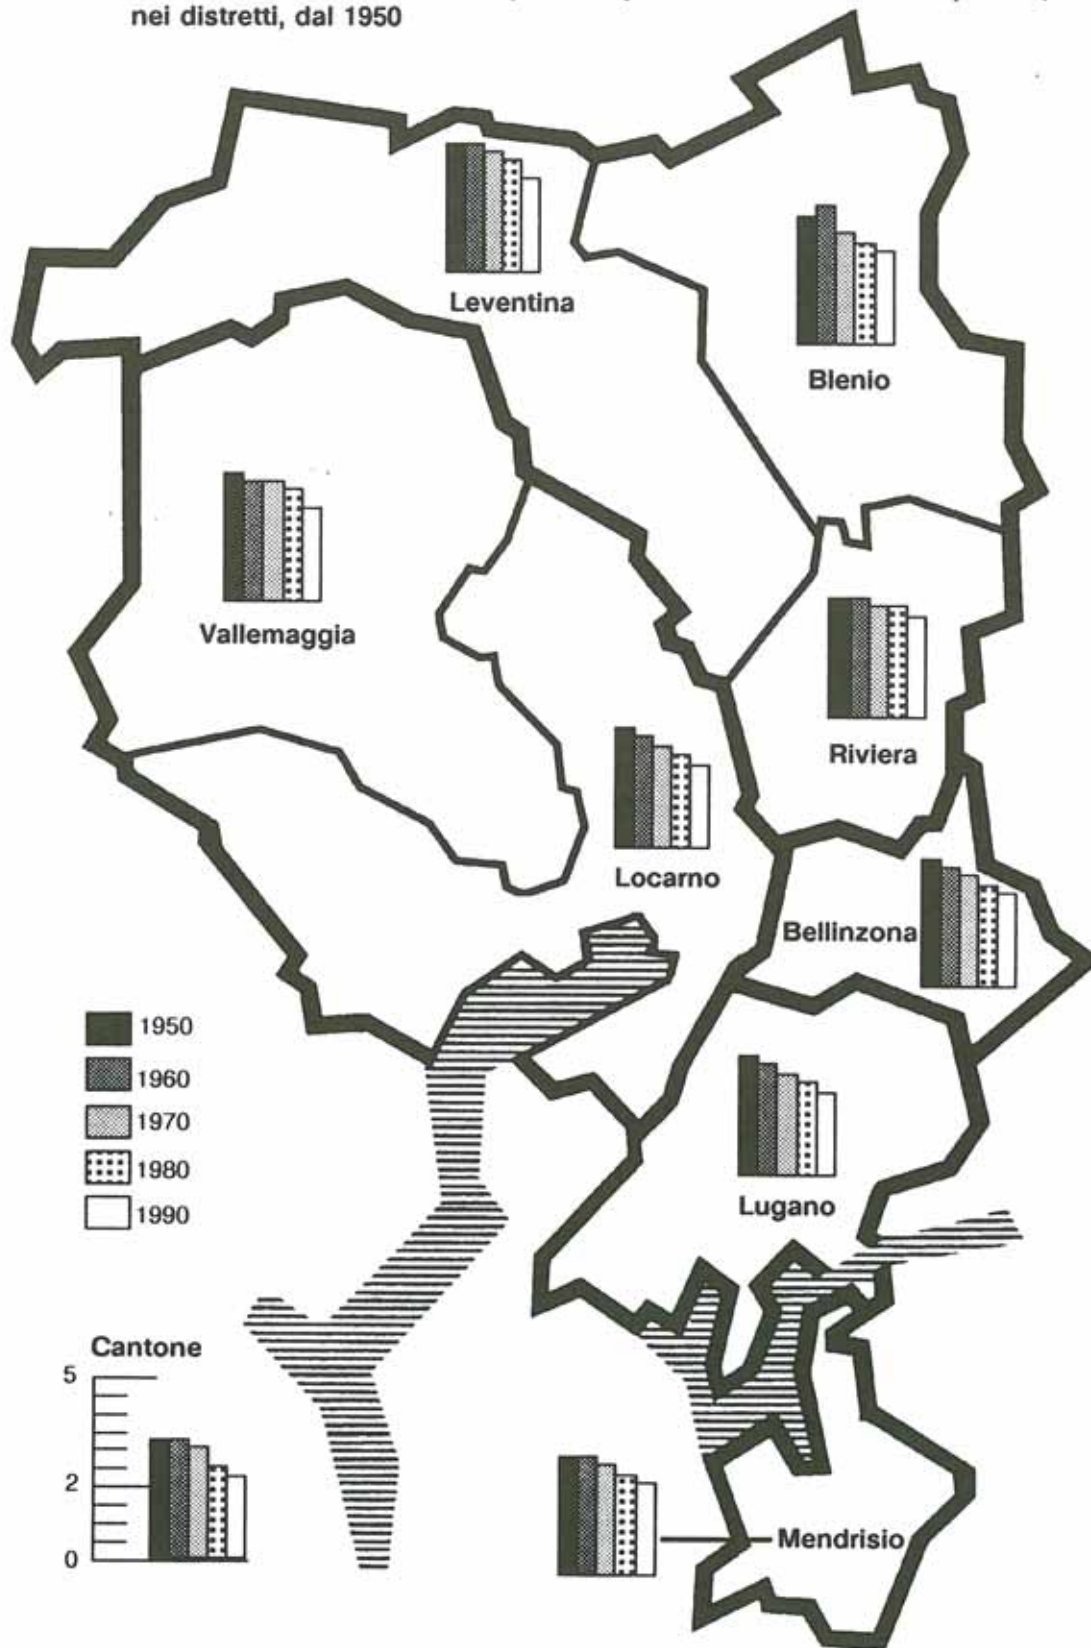 nei distretti, dal 1950
Leventina
Blenio
Vallemaggia
Riviera
Locarno
Bellinzona
1950
1960
1970
1980
1990
Lugano
Cantone
5
2
0
Mendrisio